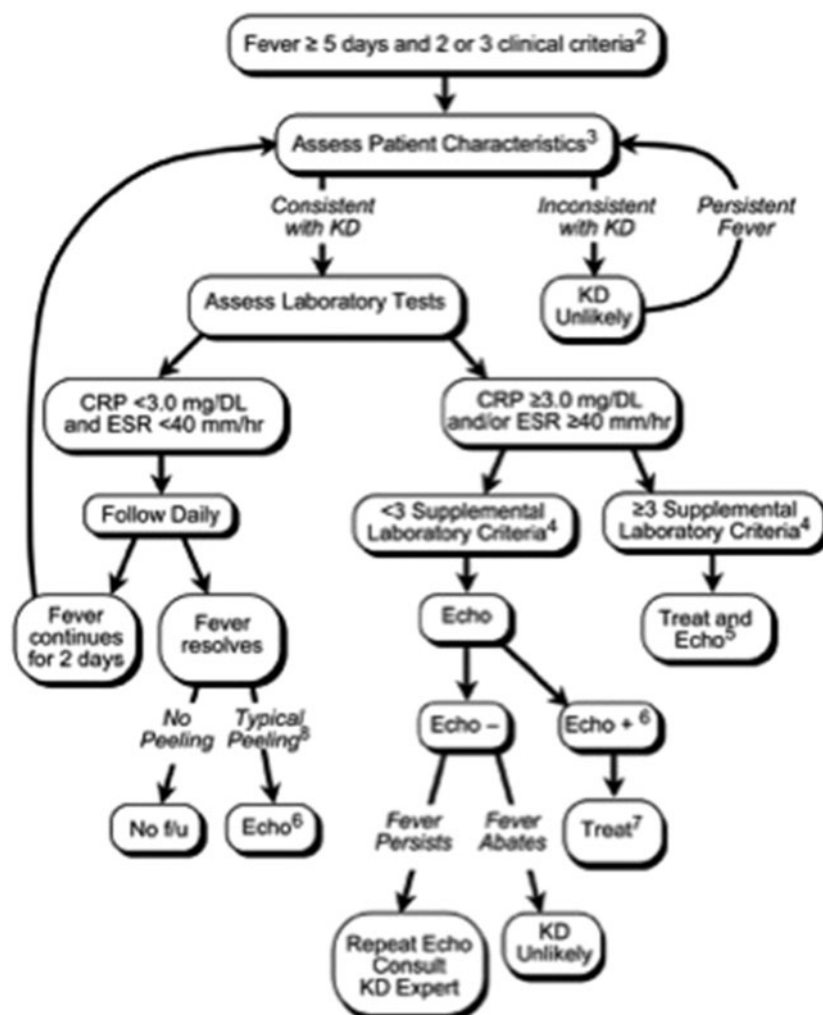 Fever ≥ 5 days and 2 or 3 clinical criteria²
Assess Patient Characteristics³
Consistent
with KD
Inconsistent
with KD
Persistent
Fever
Assess Laboratory Tests
KD
Unlikely
CRP <3.0 mg/DL
and ESR <40 mm/hr
CRP ≥3.0 mg/DL
and/or ESR ≥40 mm/hr
Follow Daily
<3 Supplemental
Laboratory Criteria⁴
≥3 Supplemental
Laboratory Criteria⁴
Fever
continues
for 2 days
Fever
resolves
Echo
Treat and
Echo⁵
No
Peeling
Typical
Peeling⁸
Echo –
Echo + ⁶
No f/u
Echo⁶
Fever
Persists
Fever
Abates
Treat⁷
Repeat Echo
Consult
KD Expert
KD
Unlikely